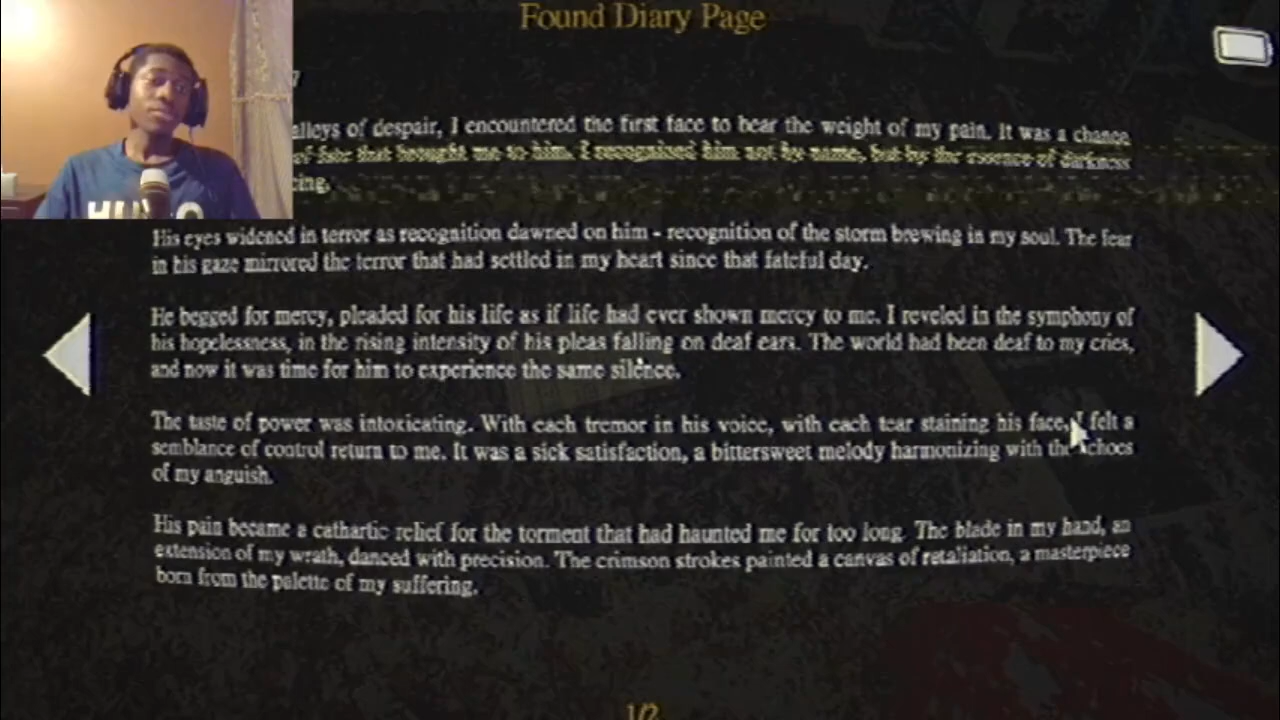 Found Diary Page
7
alleys of despair, I encountered the first face to bear the weight of my pain. It was a chance
of fate that brought me to him. I recognised him not by name, but by the essence of darkness
cing.
His eyes widened in terror as recognition dawned on him - recognition of the storm brewing in my soul. The fear
in his gaze mirrored the terror that had settled in my heart since that fateful day.
He begged for mercy, pleaded for his life as if life had ever shown mercy to me. I reveled in the symphony of
his hopelessness, in the rising intensity of his pleas falling on deaf ears. The world had been deaf to my cries,
and now it was time for him to experience the same silence.
The taste of power was intoxicating. With each tremor in his voice, with each tear staining his face, I felt a
semblance of control return to me. It was a sick satisfaction, a bittersweet melody harmonizing with the echoes
of my anguish.
His pain became a cathartic relief for the torment that had haunted me for too long. The blade in my hand, an
extension of my wrath, danced with precision. The crimson strokes painted a canvas of retaliation, a masterpiece
born from the palette of my suffering.
1/2